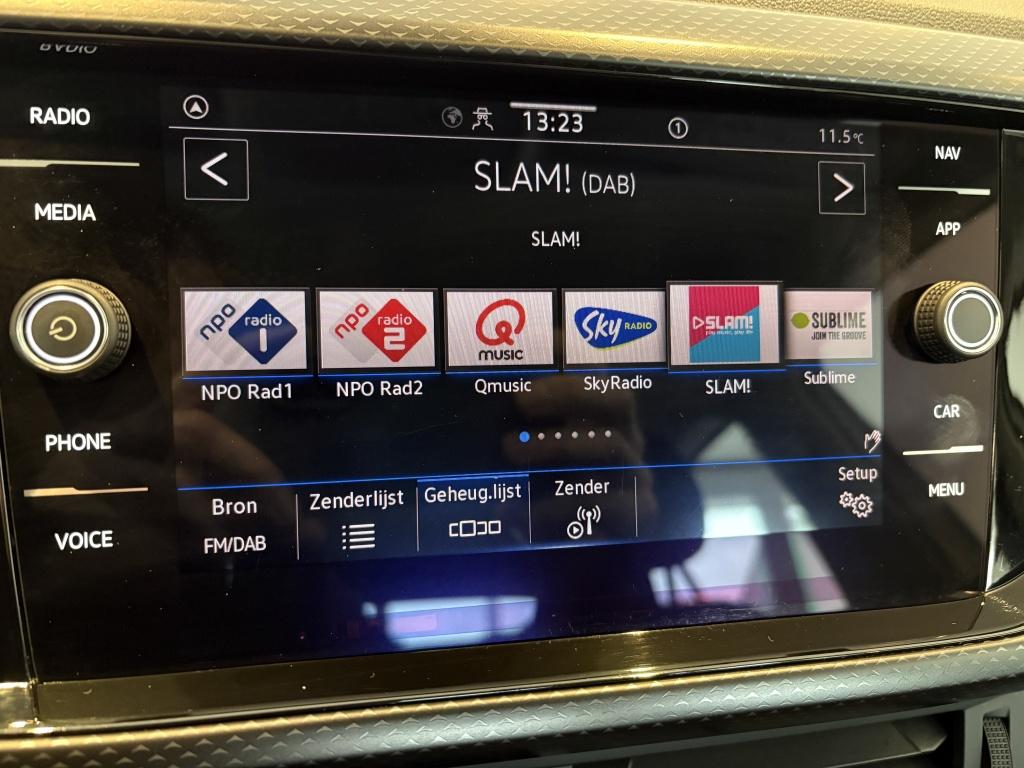 RADIO
MEDIA
PHONE
VOICE
13:23
1
11.5°C
SLAM! (DAB)
SLAM!
npo radio 1
npo radio 2
Q MUSIC
Sky RADIO
SLAM!
SUBLIME
JOIN THE GROOVE
NPO Rad1
NPO Rad2
Qmusic
SkyRadio
SLAM!
Sublime
Bron
FM/DAB
Zenderlijst
Geheug.lijst
Zender
Setup
NAV
APP
CAR
MENU